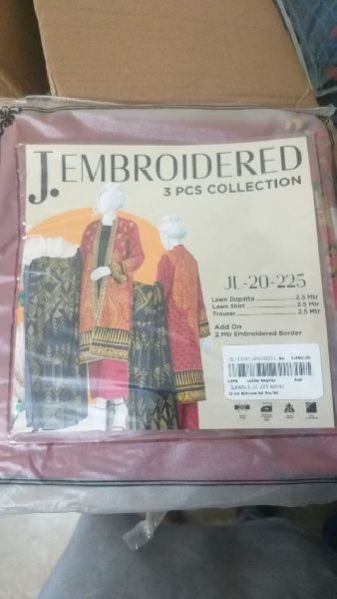 J. EMBROIDERED
3 PCS COLLECTION
JL-20-225
Lawn Dupatta 2.5 Mtr
Lawn Shirt 2.5 Mtr
Trouser 2.5 Mtr
Add On
2 Mtr Embroidered Border
Rs.